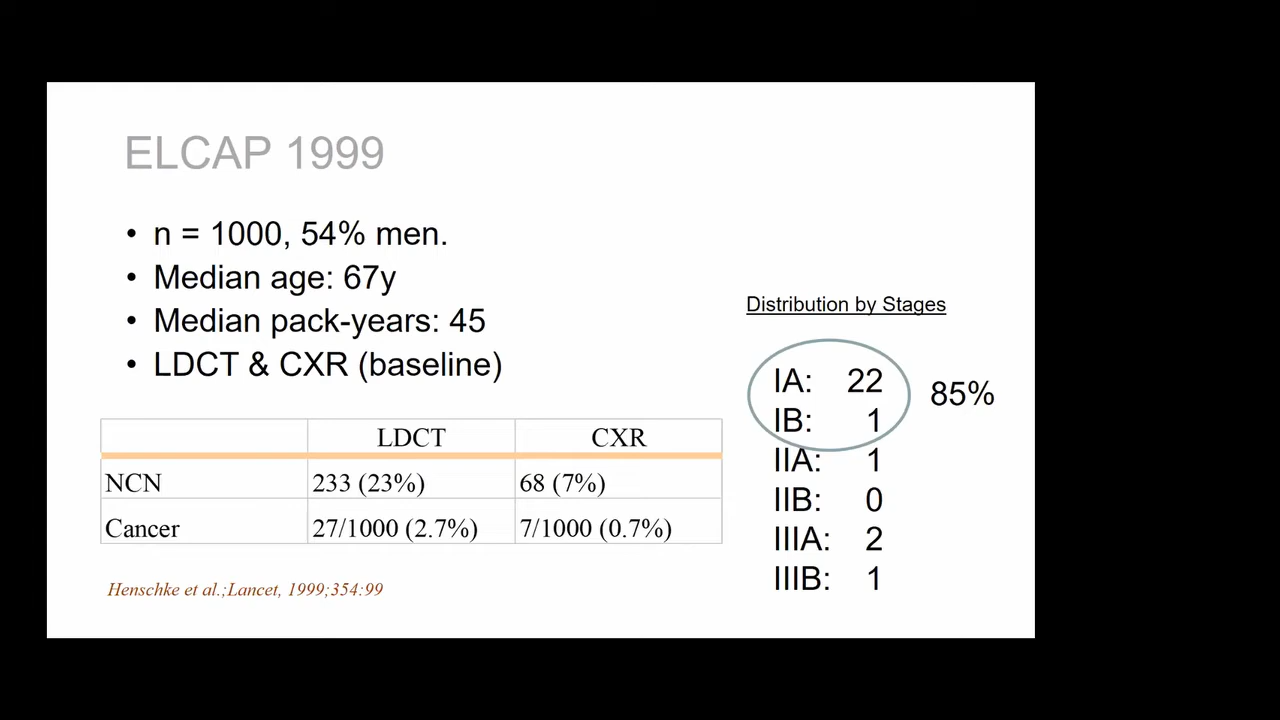 ELCAP 1999
• n = 1000, 54% men.
• Median age: 67y
• Median pack-years: 45
• LDCT & CXR (baseline)
LDCT CXR
NCN 233 (23%) 68 (7%)
Cancer 27/1000 (2.7%) 7/1000 (0.7%)
Henschke et al.;Lancet, 1999;354:99
Distribution by Stages
IA: 22
85%
IB: 1
IIA: 1
IIB: 0
IIIA: 2
IIIB: 1